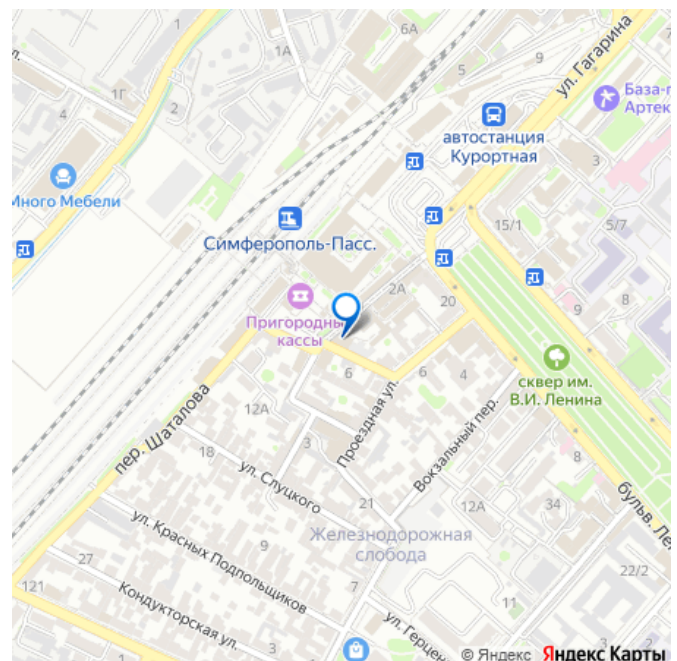 1
1А
6А
ул. Гагарина
9
5
4
1Г
2
База-г
Артек
автостанция
Курортная
3
Много Мебели
15/1
5/7
Симферополь-Пасс.
2А
20
9
8
Пригородные
кассы
6
6
4
сквер им.
В.И. Ленина
пер. Шаталова
12А
Проездная ул.
Вокзальный пер.
18
3
8
ул. Слуцкого
21
12А
34
бульв. Ле
Железнодорожная
слобода
ул. Красных Подпольщиков
9
27
7
22/2
121
11
Кондукторская ул.
3
ул. Герцен
© Яндекс Яндекс Карты